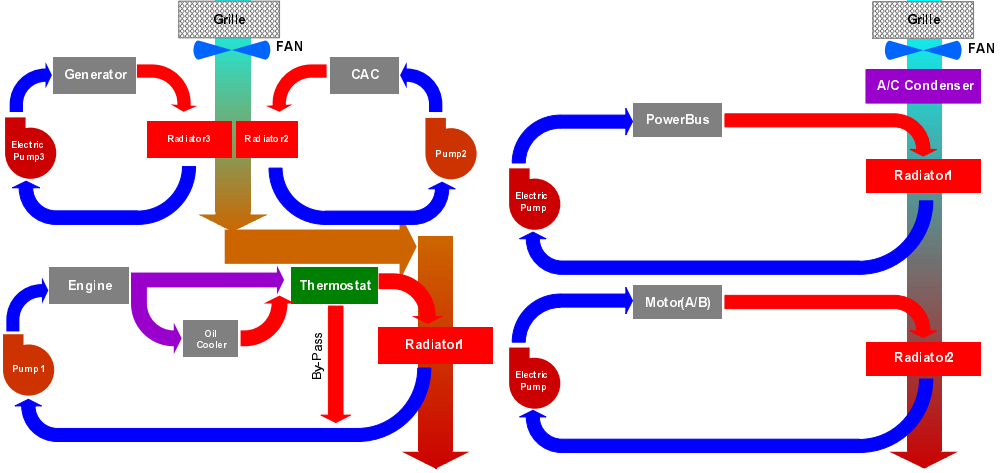 Grille
FAN
Generator
CAC
Radiator3
Radiator2
Electric
Pump3
Pump2
Engine
Thermostat
Oil
Cooler
By-Pass
Radiator1
Pump 1
Grille
FAN
A/C Condenser
PowerBus
Radiator1
Electric
Pump
Motor(A/B)
Radiator2
Electric
Pump